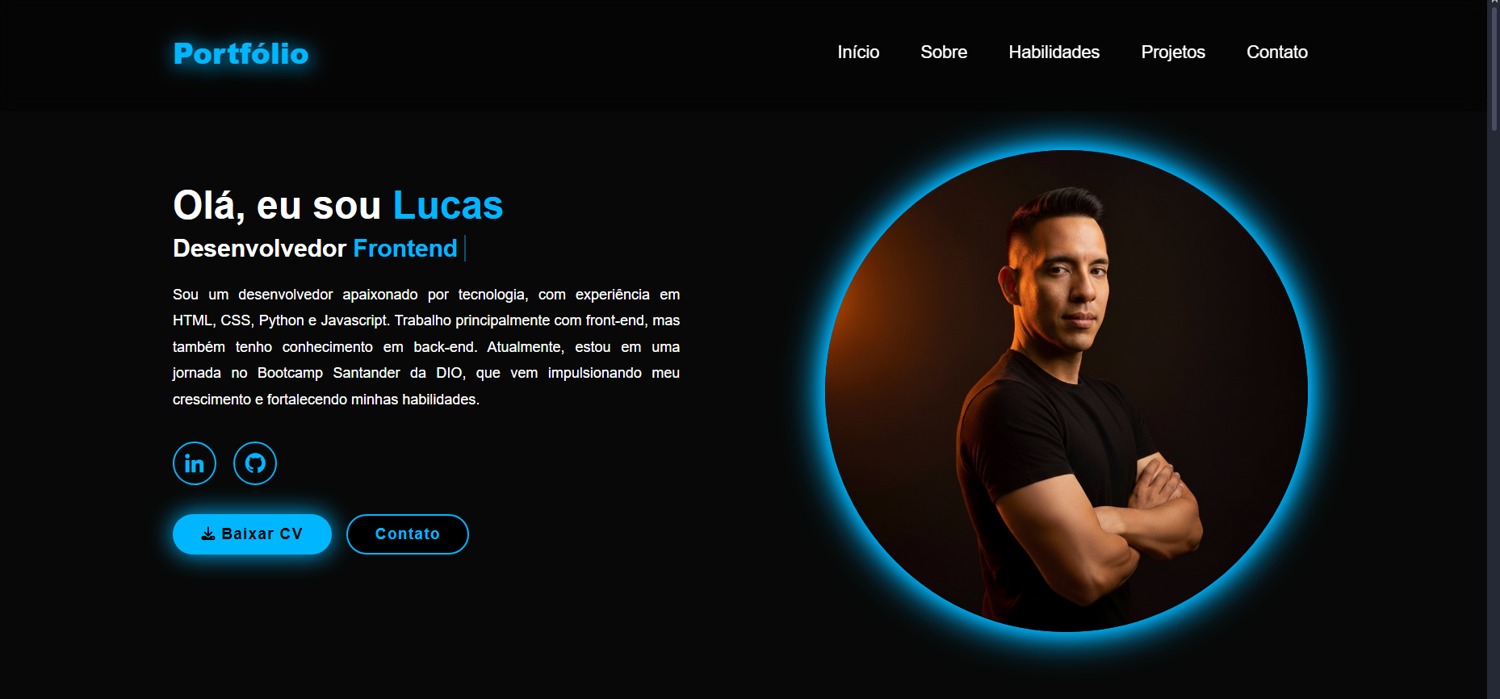 Portfólio
Início Sobre Habilidades Projetos Contato
Olá, eu sou Lucas
Desenvolvedor Frontend
Sou um desenvolvedor apaixonado por tecnologia, com experiência em
HTML, CSS, Python e Javascript. Trabalho principalmente com front-end, mas
também tenho conhecimento em back-end. Atualmente, estou em uma
jornada no Bootcamp Santander da DIO, que vem impulsionando meu
crescimento e fortalecendo minhas habilidades.
in
Baixar CV Contato